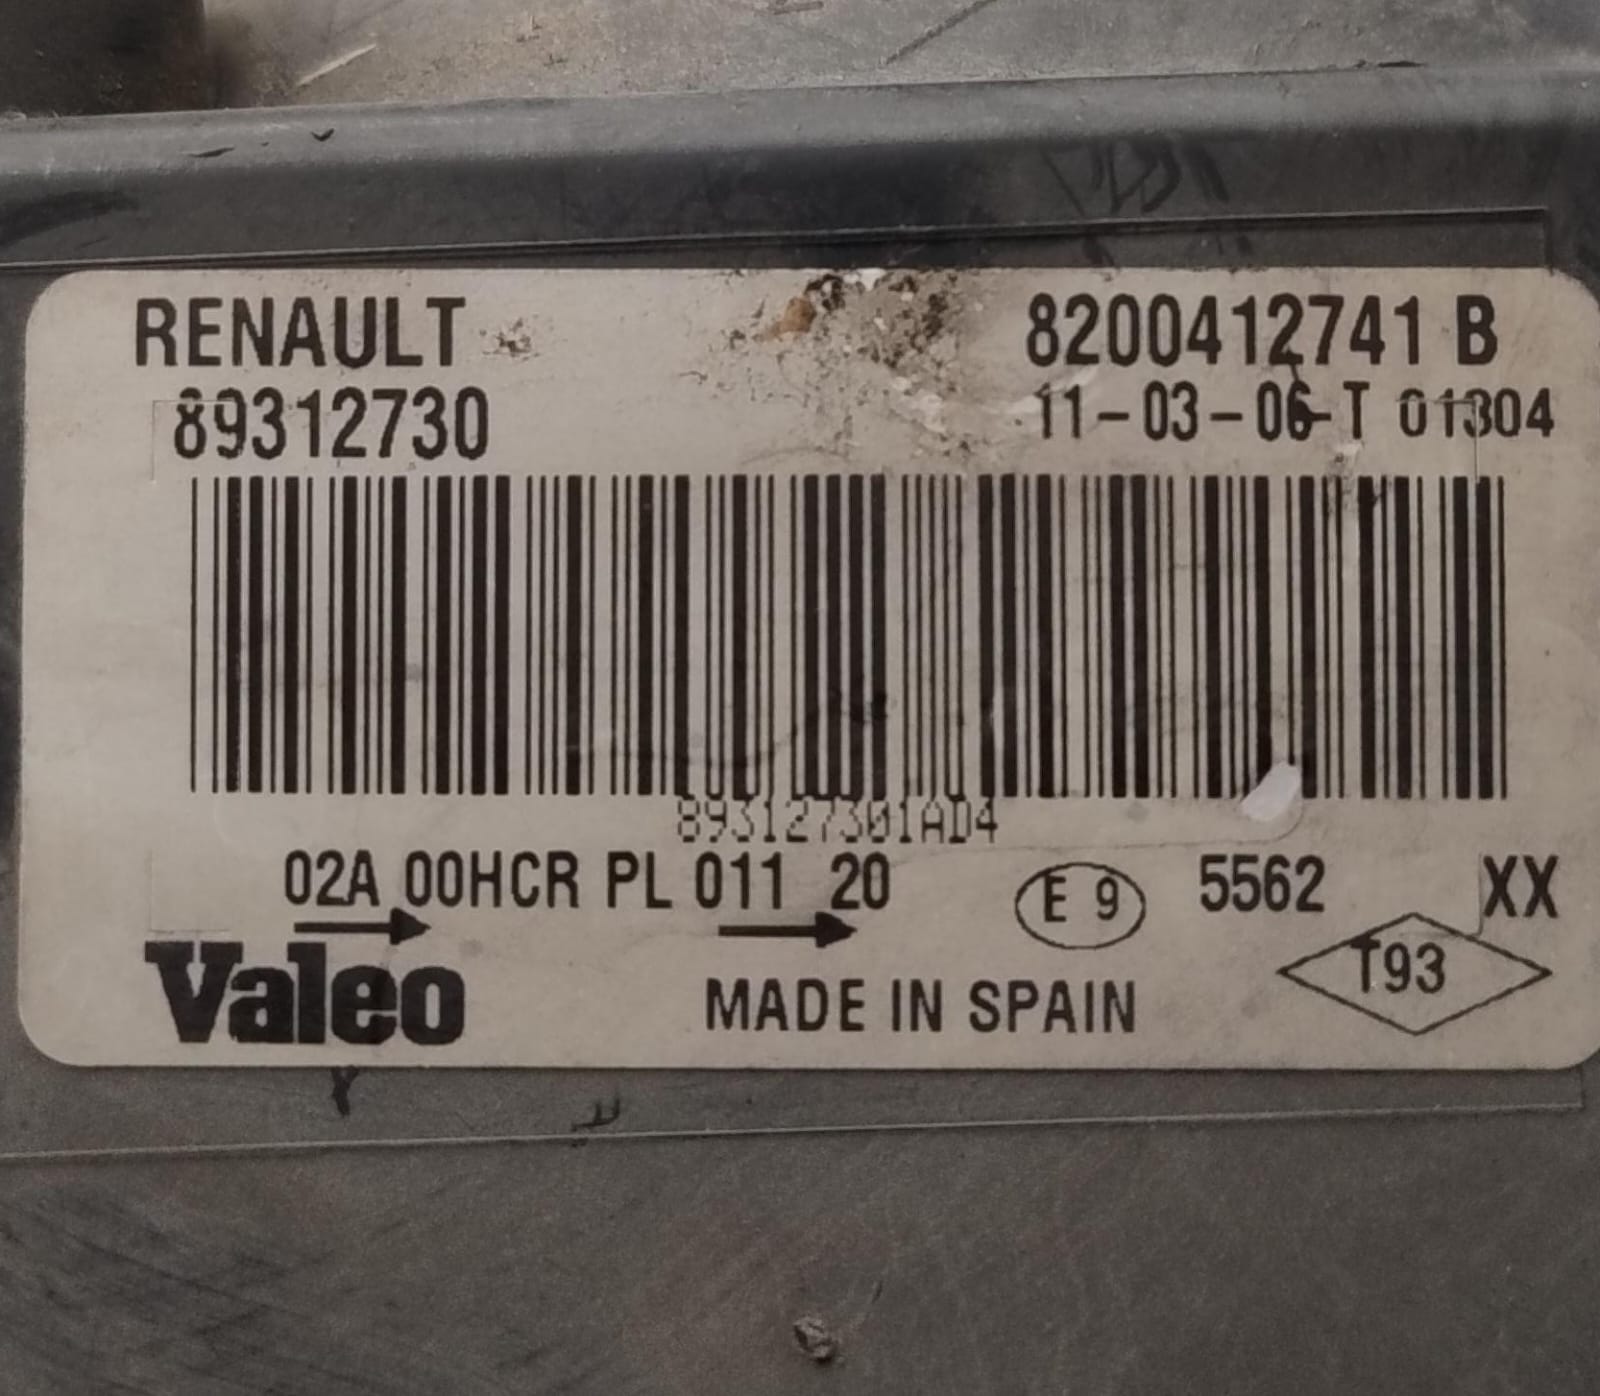 RENAULT 8200412741 B
89312730 11-03-06-T 01304
893127301AD4
02A 00HCR PL 011 20 E 9 5562 XX
T93
Valeo MADE IN SPAIN